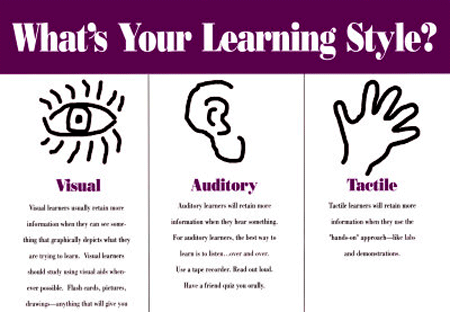 What's Your Learning Style?
Visual
Visual learners usually retain more
information when they can see some-
thing that graphically depicts what they
are trying to learn. Visual learners
should study using visual aids when-
ever possible. Flash cards, pictures,
drawings—anything that will give you
Auditory
Auditory learners will retain more
information when they hear something.
For auditory learners, the best way to
learn is to listen...over and over.
Use a tape recorder. Read out loud.
Have a friend quiz you orally.
Tactile
Tactile learners will retain more
information when they use the
"hands-on" approach—like labs
and demonstrations.